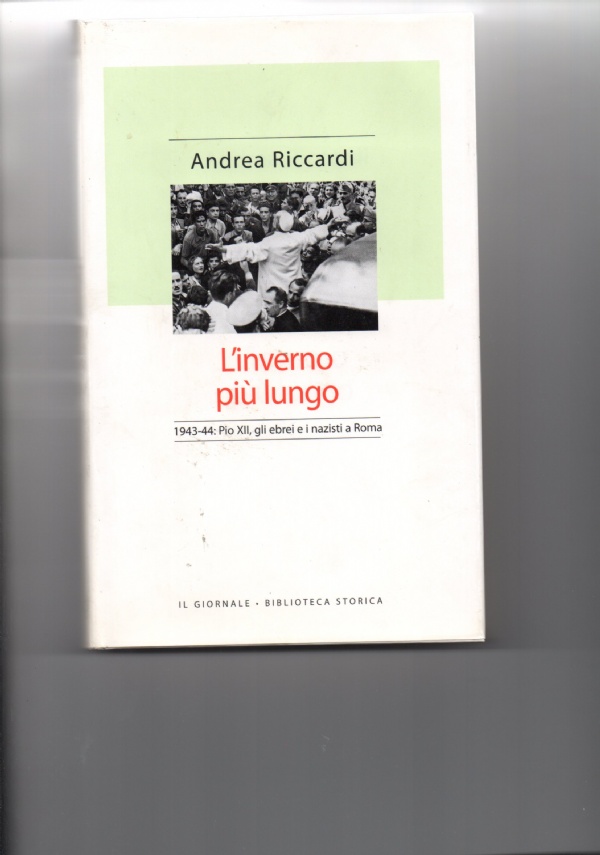 Andrea Riccardi
L'inverno
più lungo
1943-44: Pio XII, gli ebrei e i nazisti a Roma
IL GIORNALE • BIBLIOTECA STORICA